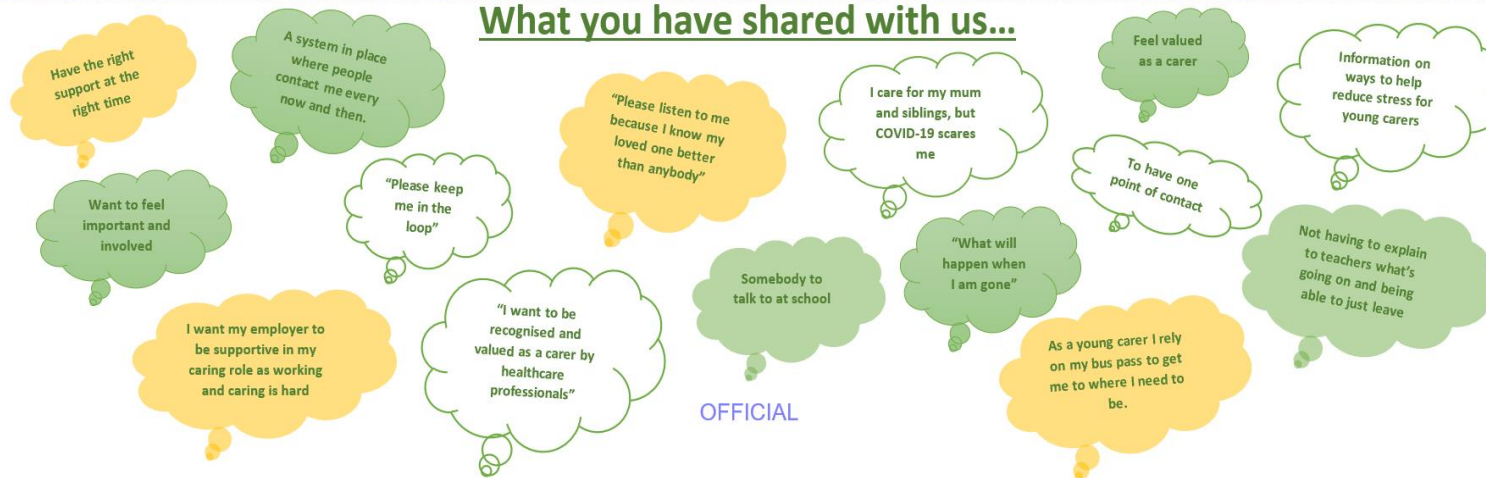 What you have shared with us...
Have the right
support at the
right time
A system in place
where people
contact me every
now and then.
"Please listen to me
because I know my
loved one better
than anybody"
I care for my mum
and siblings, but
COVID-19 scares
me
Feel valued
as a carer
Information on
ways to help
reduce stress for
young carers
Want to feel
important and
involved
"Please keep
me in the
loop"
To have one
point of contact
Somebody to
talk to at school
"What will
happen when
I am gone"
Not having to explain
to teachers what's
going on and being
able to just leave
I want my employer to
be supportive in my
caring role as working
and caring is hard
"I want to be
recognised and
valued as a carer by
healthcare
professionals"
As a young carer I rely
on my bus pass to get
me to where I need to
be.
OFFICIAL